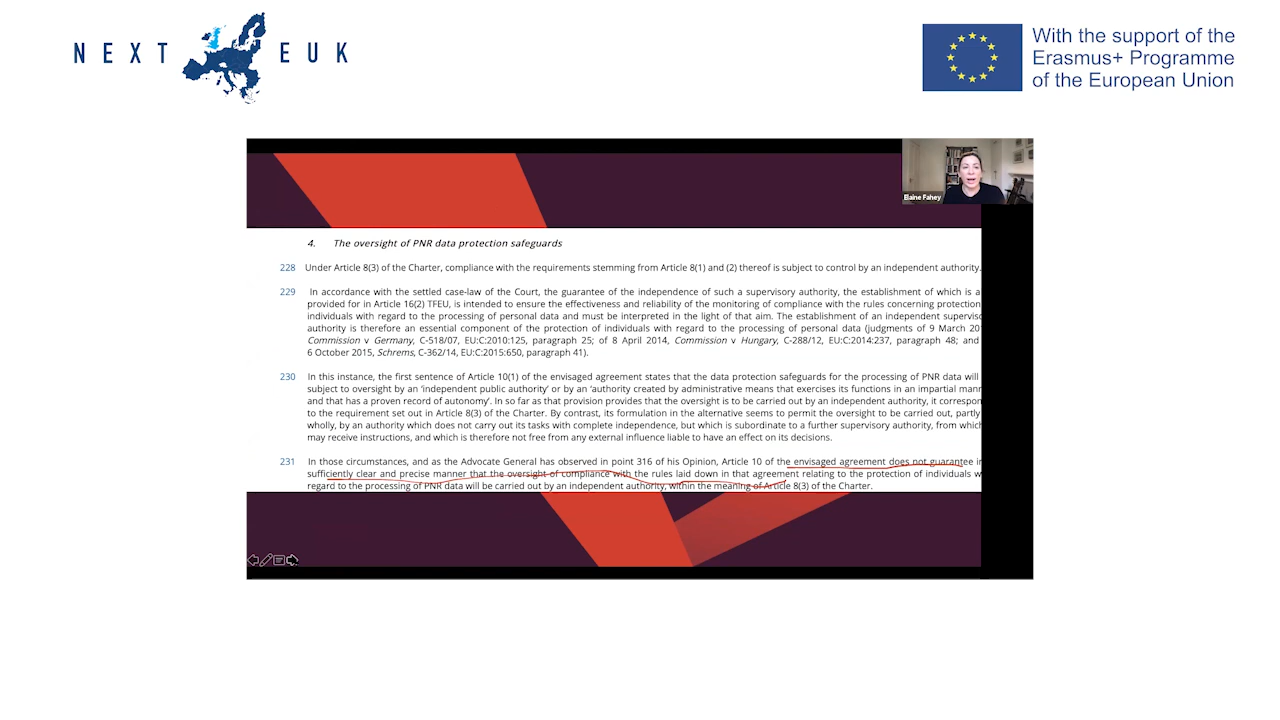 NEXT EUK
With the support of the
Erasmus+ Programme
of the European Union
Elaine Fahey
4. The oversight of PNR data protection safeguards
228 Under Article 8(3) of the Charter, compliance with the requirements stemming from Article 8(1) and (2) thereof is subject to control by an independent authority.
229 In accordance with the settled case-law of the Court, the guarantee of the independence of such a supervisory authority, the establishment of which is a
provided for in Article 16(2) TFEU, is intended to ensure the effectiveness and reliability of the monitoring of compliance with the rules concerning protection
individuals with regard to the processing of personal data and must be interpreted in the light of that aim. The establishment of an independent superviso
authority is therefore an essential component of the protection of individuals with regard to the processing of personal data (judgments of 9 March 20
Commission v Germany, C-518/07, EU:C:2010:125, paragraph 25; of 8 April 2014, Commission v Hungary, C-288/12, EU:C:2014:237, paragraph 48; and
6 October 2015, Schrems, C-362/14, EU:C:2015:650, paragraph 41).
230 In this instance, the first sentence of Article 10(1) of the envisaged agreement states that the data protection safeguards for the processing of PNR data will
subject to oversight by an ‘independent public authority’ or by an ‘authority created by administrative means that exercises its functions in an impartial mann
and that has a proven record of autonomy’. In so far as that provision provides that the oversight is to be carried out by an independent authority, it correspon
to the requirement set out in Article 8(3) of the Charter. By contrast, its formulation in the alternative seems to permit the oversight to be carried out, partly
wholly, by an authority which does not carry out its tasks with complete independence, but which is subordinate to a further supervisory authority, from which
may receive instructions, and which is therefore not free from any external influence liable to have an effect on its decisions.
231 In those circumstances, and as the Advocate General has observed in point 316 of his Opinion, Article 10 of the envisaged agreement does not guarantee in
sufficiently clear and precise manner that the oversight of compliance with the rules laid down in that agreement relating to the protection of individuals w
regard to the processing of PNR data will be carried out by an independent authority, within the meaning of Article 8(3) of the Charter.